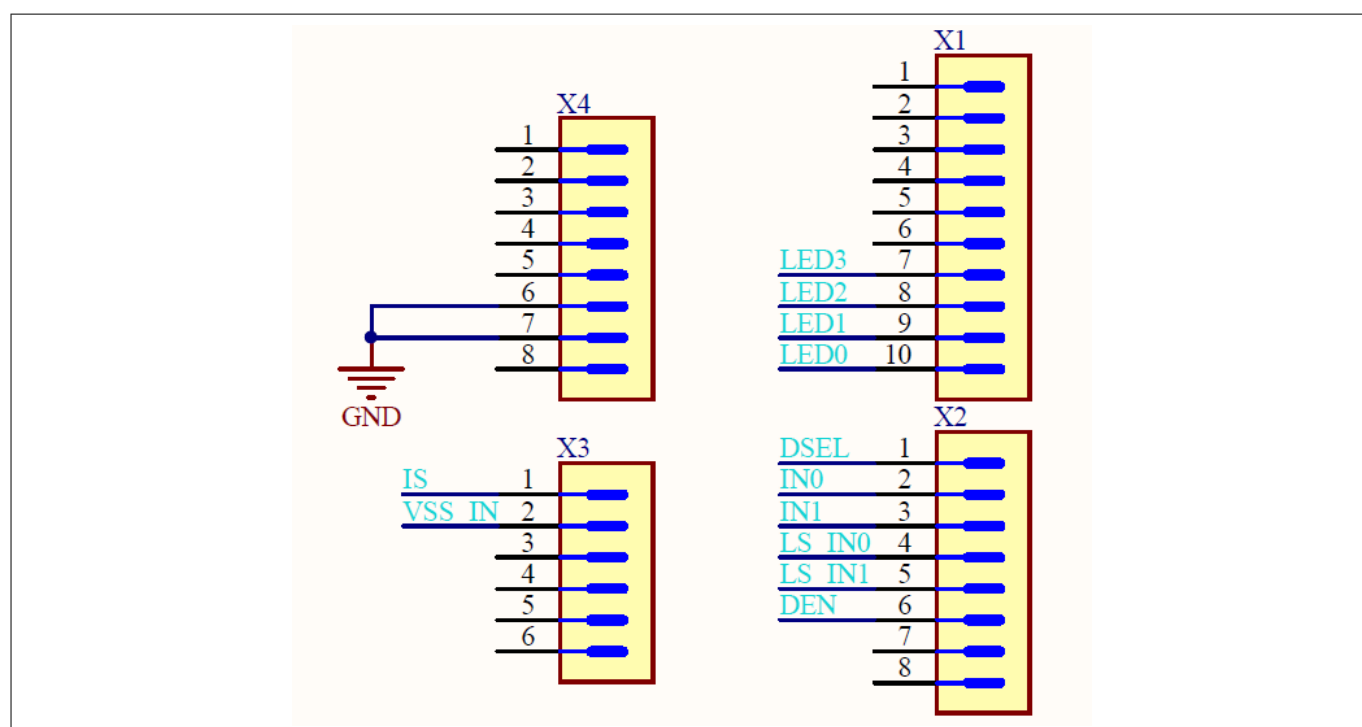 X4
1
2
3
4
5
6
7
8
GND
X1
1
2
3
4
5
6
LED3 7
LED2 8
LED1 9
LED0 10
X3
IS 1
VSS_IN 2
3
4
5
6
X2
DSEL 1
IN0 2
IN1 3
LS_IN0 4
LS_IN1 5
DEN 6
7
8